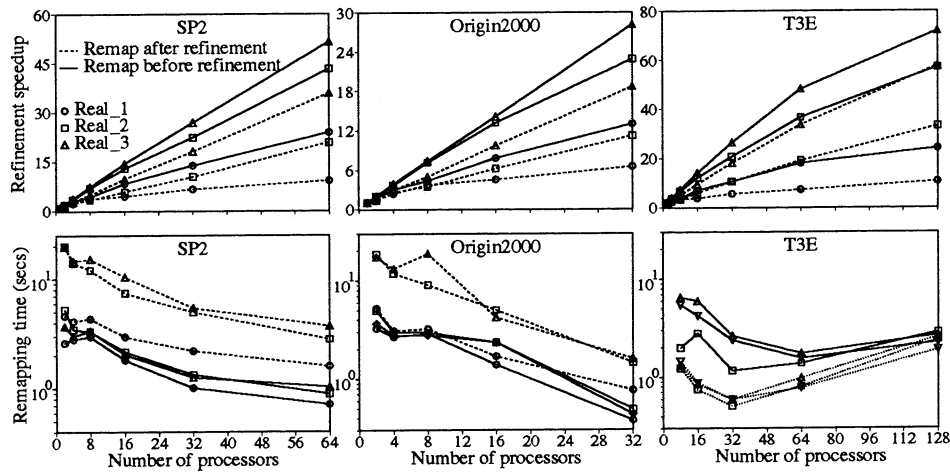 Refinement speedup
60
45
30
15
0
SP2
Remap after refinement
Remap before refinement
Real_1
Real_2
Real_3
30
24
18
12
6
0
Origin2000
80
60
40
20
0
T3E
Remapping time (secs)
10¹
10⁰
SP2
0 8 16 24 32 40 48 56 64
Number of processors
10¹
10⁰
Origin2000
0 4 8 12 16 20 24 28 32
Number of processors
10¹
10⁰
T3E
0 16 32 48 64 80 96 112 128
Number of processors